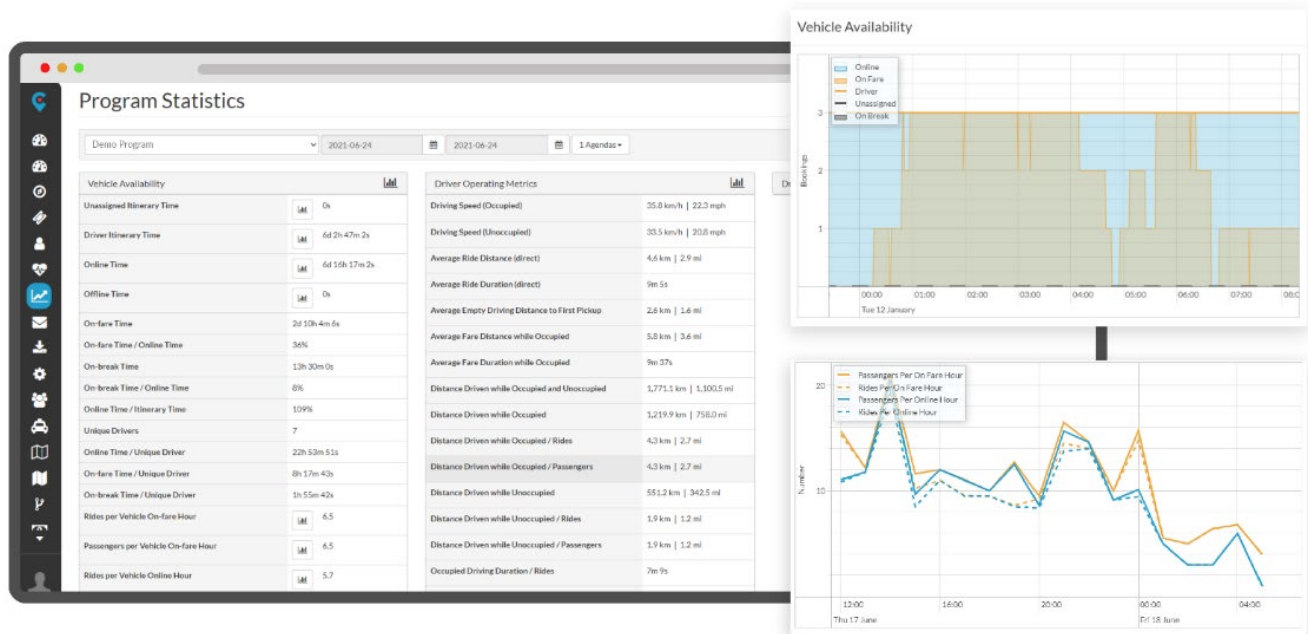 Program Statistics
Demo Program 2021-06-24 2021-06-24 1 Agendas
Vehicle Availability
Unassigned Itinerary Time 0s
Driver Itinerary Time 6d 2h 47m 2s
Online Time 6d 16h 17m 2s
Offline Time 0s
On-fare Time 2d 10h 4m 6s
On-fare Time / Online Time 36%
On-break Time 13h 30m 0s
On-break Time / Online Time 8%
Online Time / Itinerary Time 109%
Unique Drivers 7
Online Time / Unique Driver 22h 53m 51s
On-fare Time / Unique Driver 8h 17m 43s
On-break Time / Unique Driver 1h 55m 42s
Rides per Vehicle On-fare Hour 6.5
Passengers per Vehicle On-fare Hour 6.5
Rides per Vehicle Online Hour 5.7
Driver Operating Metrics
Driving Speed (Occupied) 35.8 km/h | 22.3 mph
Driving Speed (Unoccupied) 33.5 km/h | 20.8 mph
Average Ride Distance (direct) 4.6 km | 2.9 mi
Average Ride Duration (direct) 9m 5s
Average Empty Driving Distance to First Pickup 2.6 km | 1.6 mi
Average Fare Distance while Occupied 5.8 km | 3.6 mi
Average Fare Duration while Occupied 9m 37s
Distance Driven while Occupied and Unoccupied 1,771.1 km | 1,100.5 mi
Distance Driven while Occupied 1,219.9 km | 758.0 mi
Distance Driven while Occupied / Rides 4.3 km | 2.7 mi
Distance Driven while Occupied / Passengers 4.3 km | 2.7 mi
Distance Driven while Unoccupied 551.2 km | 342.5 mi
Distance Driven while Unoccupied / Rides 1.9 km | 1.2 mi
Distance Driven while Unoccupied / Passengers 1.9 km | 1.2 mi
Occupied Driving Duration / Rides 7m 9s
Vehicle Availability
Online
On Fare
Driver
Unassigned
On Break
Bookings
3
2
1
00:00 01:00 02:00 03:00 04:00 05:00 06:00 07:00 08:0
Tue 12 January
Passengers Per On Fare Hour
Rides Per On Fare Hour
Passengers Per Online Hour
Rides Per Online Hour
Number
20
10
12:00 16:00 20:00 00:00 04:00
Thu 17 June Fri 18 June